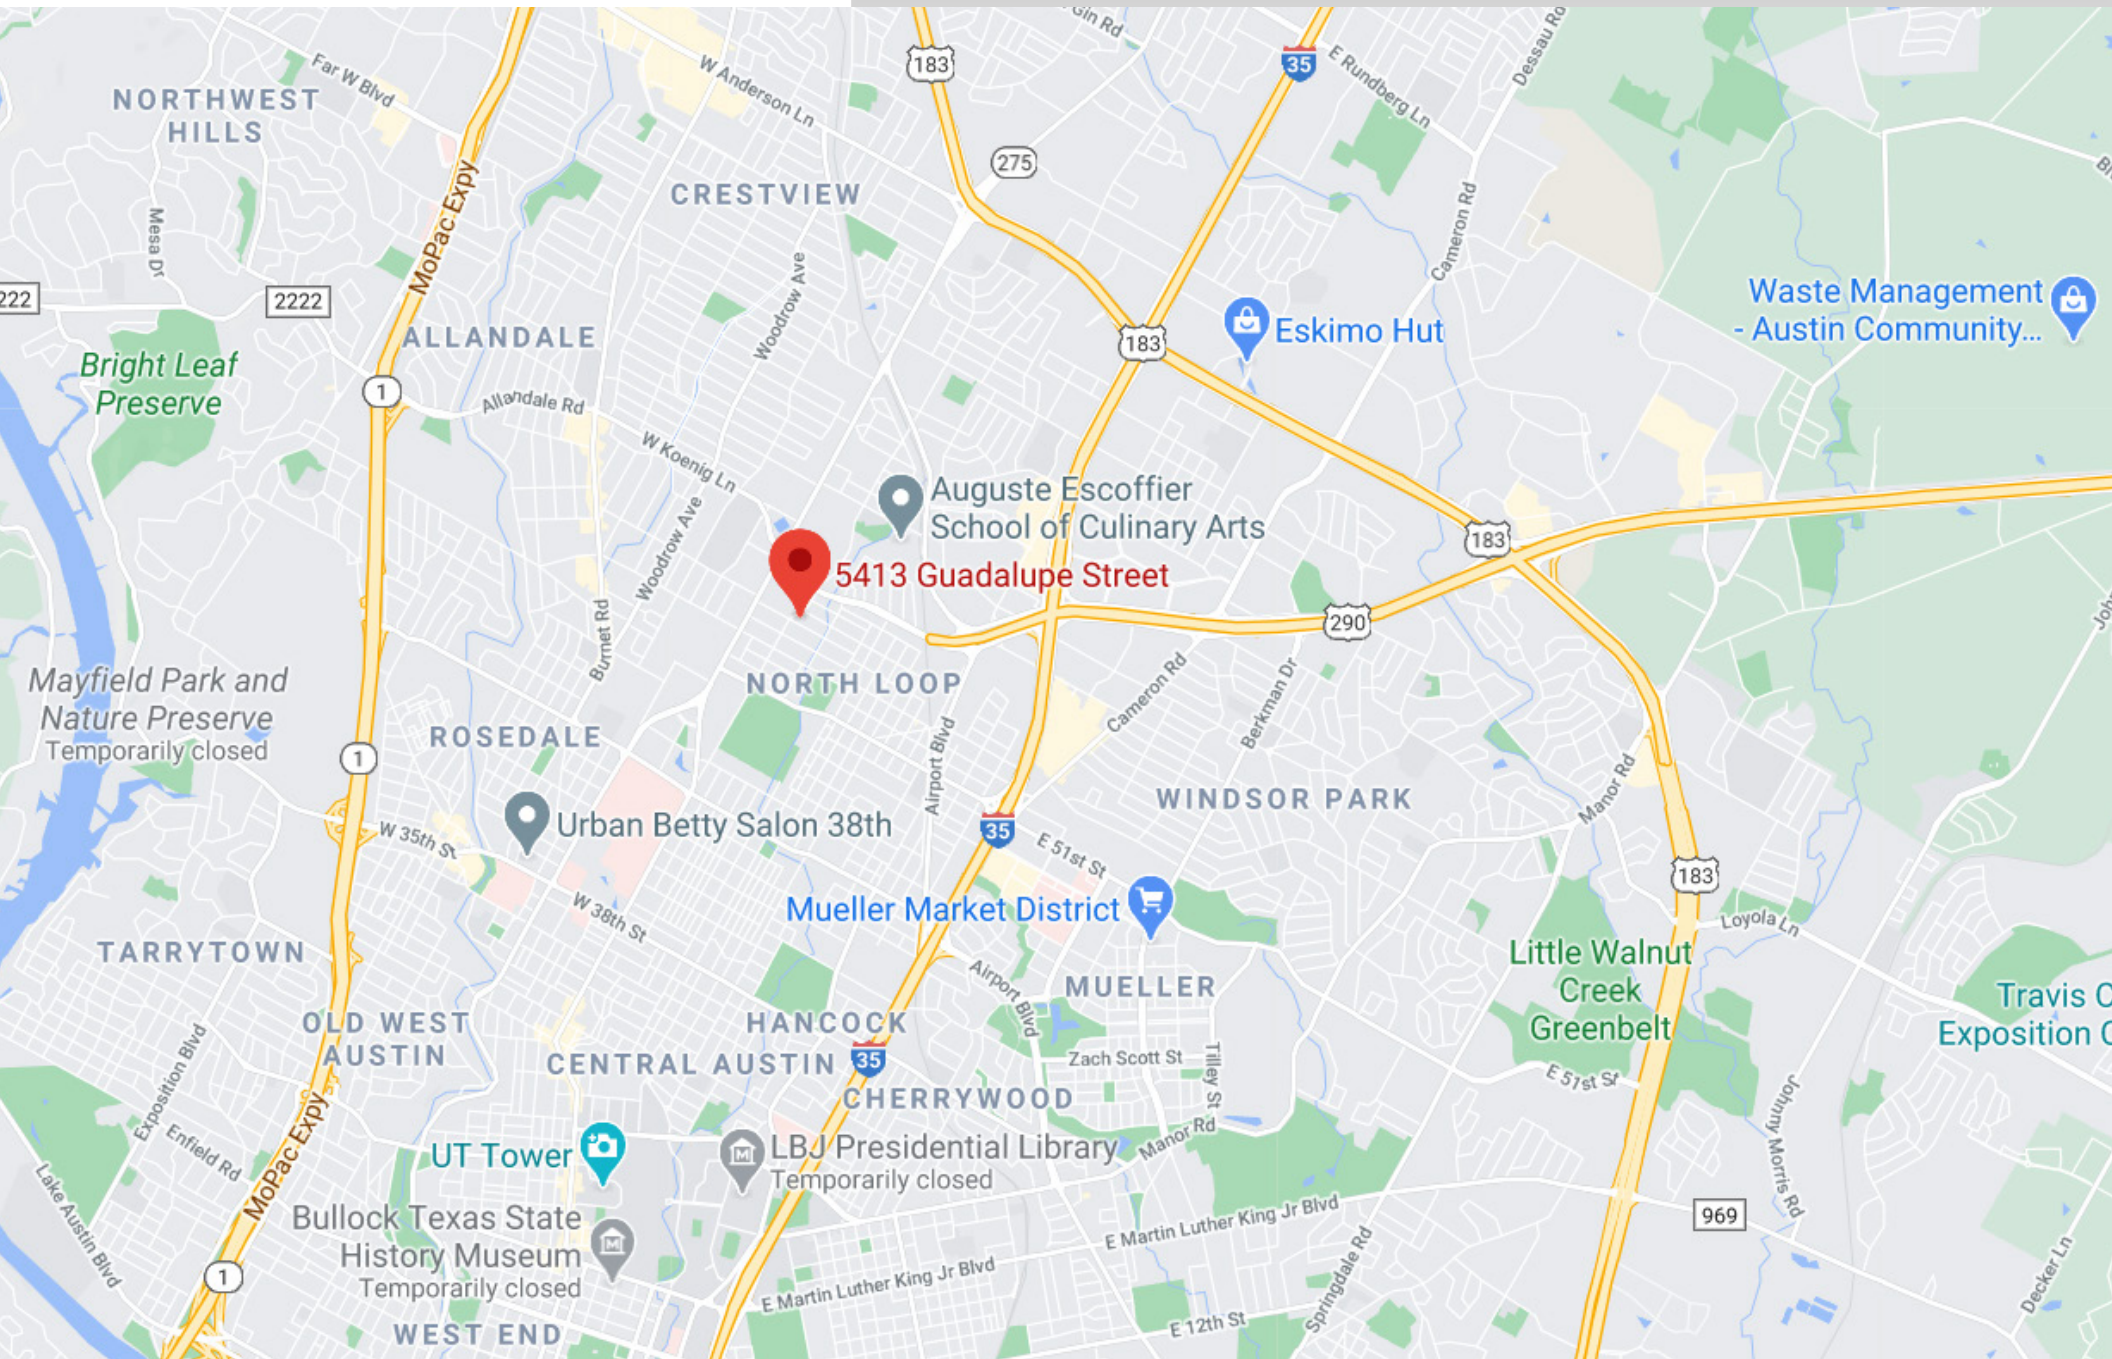 Gin Rd
Dessau Ro
183
35
E Rundberg Ln
Far W Blvd
W Anderson Ln
NORTHWEST
HILLS
275
MoPac Expy
CRESTVIEW
Mesa Dr
Cameron Rd
Woodrow Ave
222
2222
Waste Management
- Austin Community...
ALLANDALE
183
Eskimo Hut
Bright Leaf
Preserve
1
Allandale Rd
W Koenig Ln
Auguste Escoffier
School of Culinary Arts
Woodrow Ave
183
5413 Guadalupe Street
Burnet Rd
290
Joh
Mayfield Park and
Nature Preserve
Temporarily closed
NORTH LOOP
Cameron Rd
Berkman Dr
ROSEDALE
1
Airport Blvd
Manor Rd
WINDSOR PARK
Urban Betty Salon 38th
W 35th St
35
E 51st St
183
W 38th St
Mueller Market District
Loyola Ln
TARRYTOWN
Little Walnut
Creek
Greenbelt
Airport Blvd
MUELLER
Travis C
Exposition C
OLD WEST
AUSTIN
HANCOCK
CENTRAL AUSTIN
35
Zach Scott St
Tilley St
E 51st St
Exposition Blvd
CHERRYWOOD
Johnny Morris Rd
Enfield Rd
MoPac Expy
UT Tower
LBJ Presidential Library
Temporarily closed
Manor Rd
Lake Austin Blvd
Bullock Texas State
History Museum
Temporarily closed
E Martin Luther King Jr Blvd
969
1
E Martin Luther King Jr Blvd
Springdale Rd
Decker Ln
WEST END
E 12th St